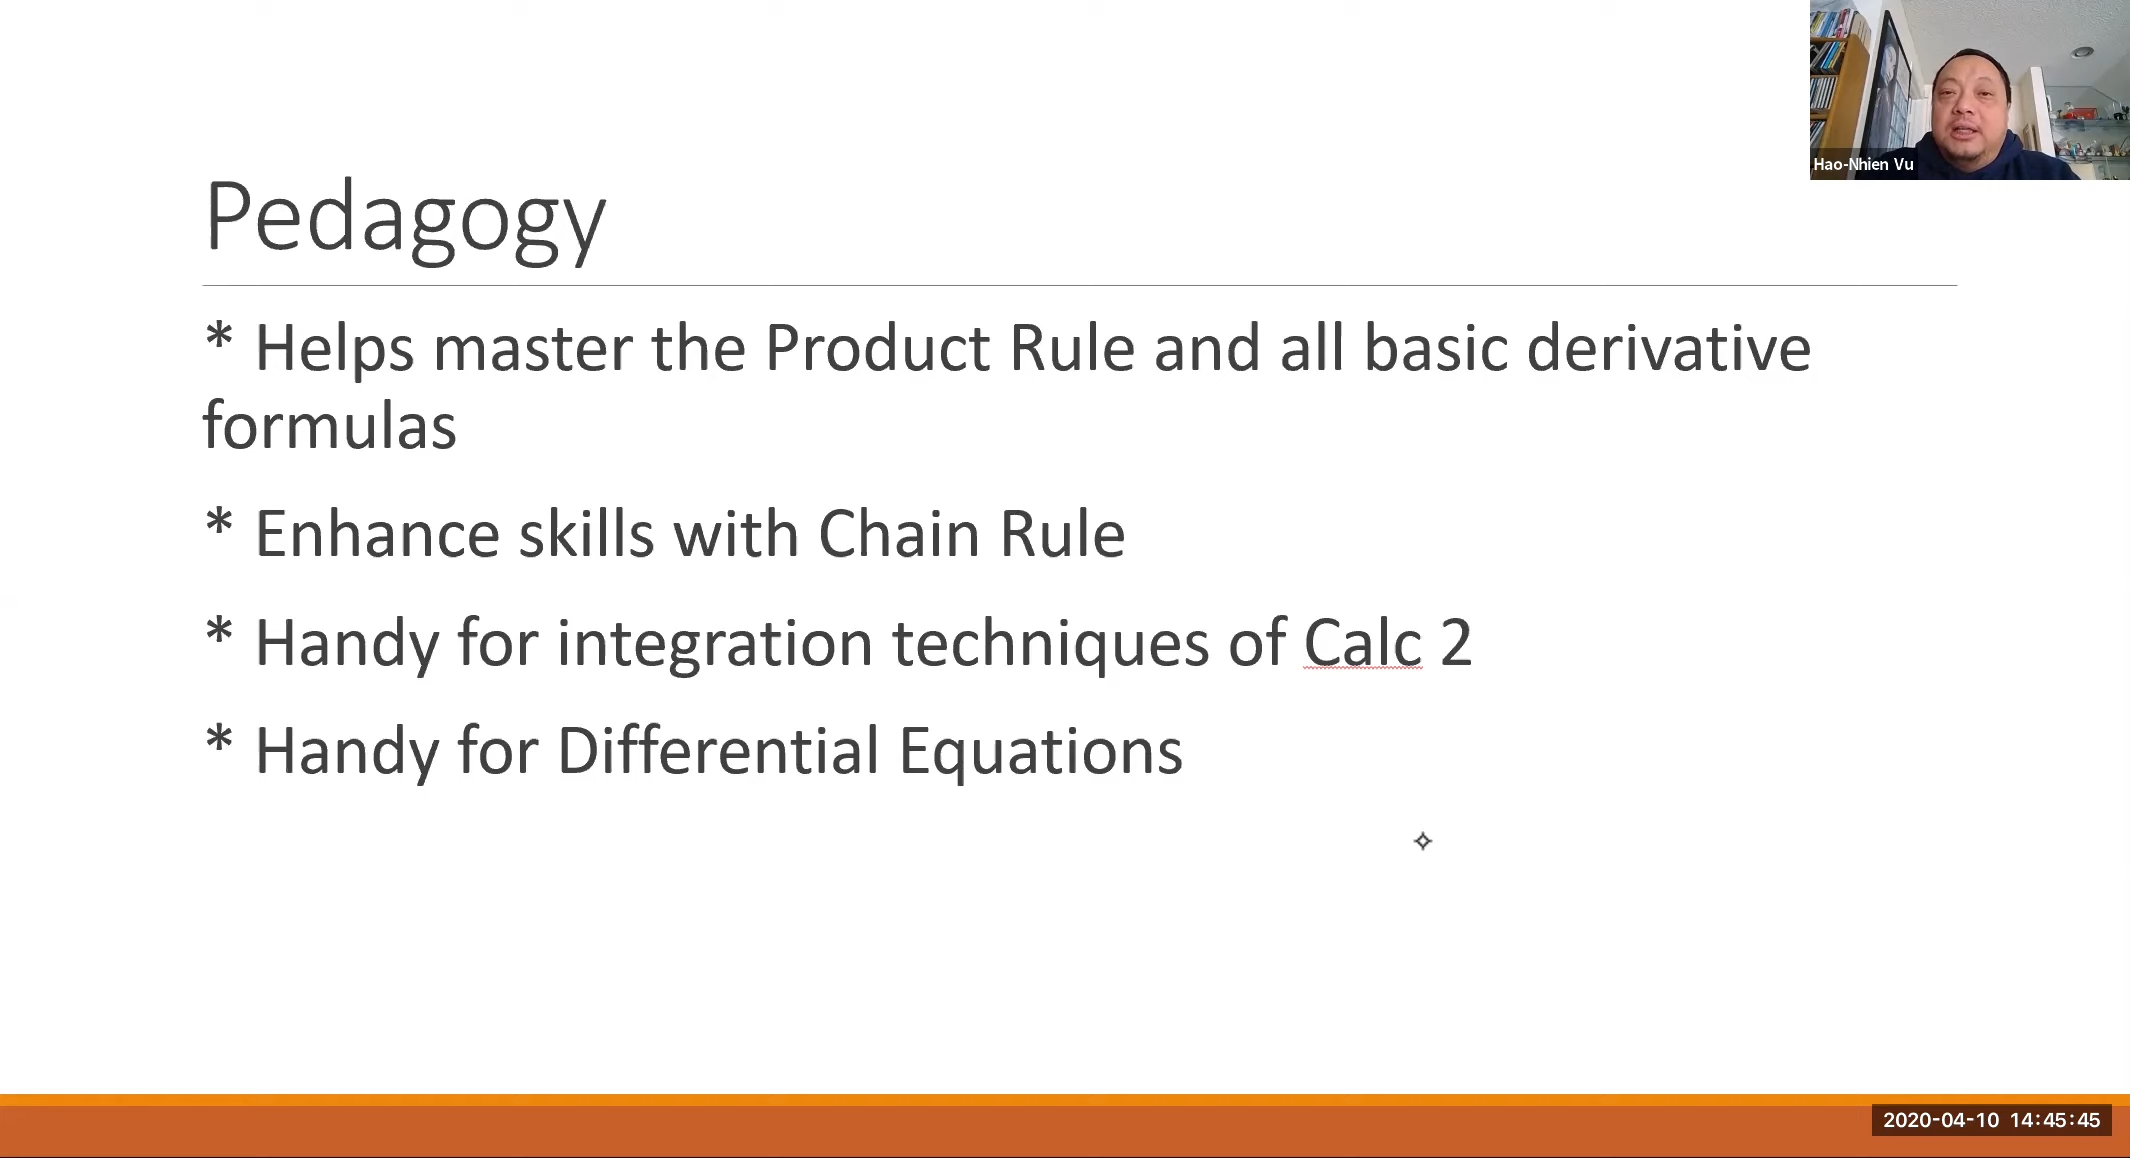 Hao-Nhien Vu
Pedagogy
* Helps master the Product Rule and all basic derivative
formulas
* Enhance skills with Chain Rule
* Handy for integration techniques of Calc 2
* Handy for Differential Equations
2020-04-10 14:45:45